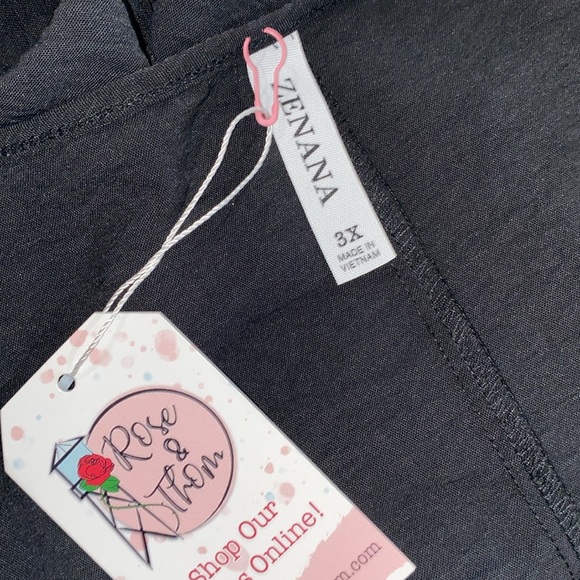 ZENANA
3X
MADE IN
VIETNAM
Rose
&
Thom
Shop Our
Online!
.com